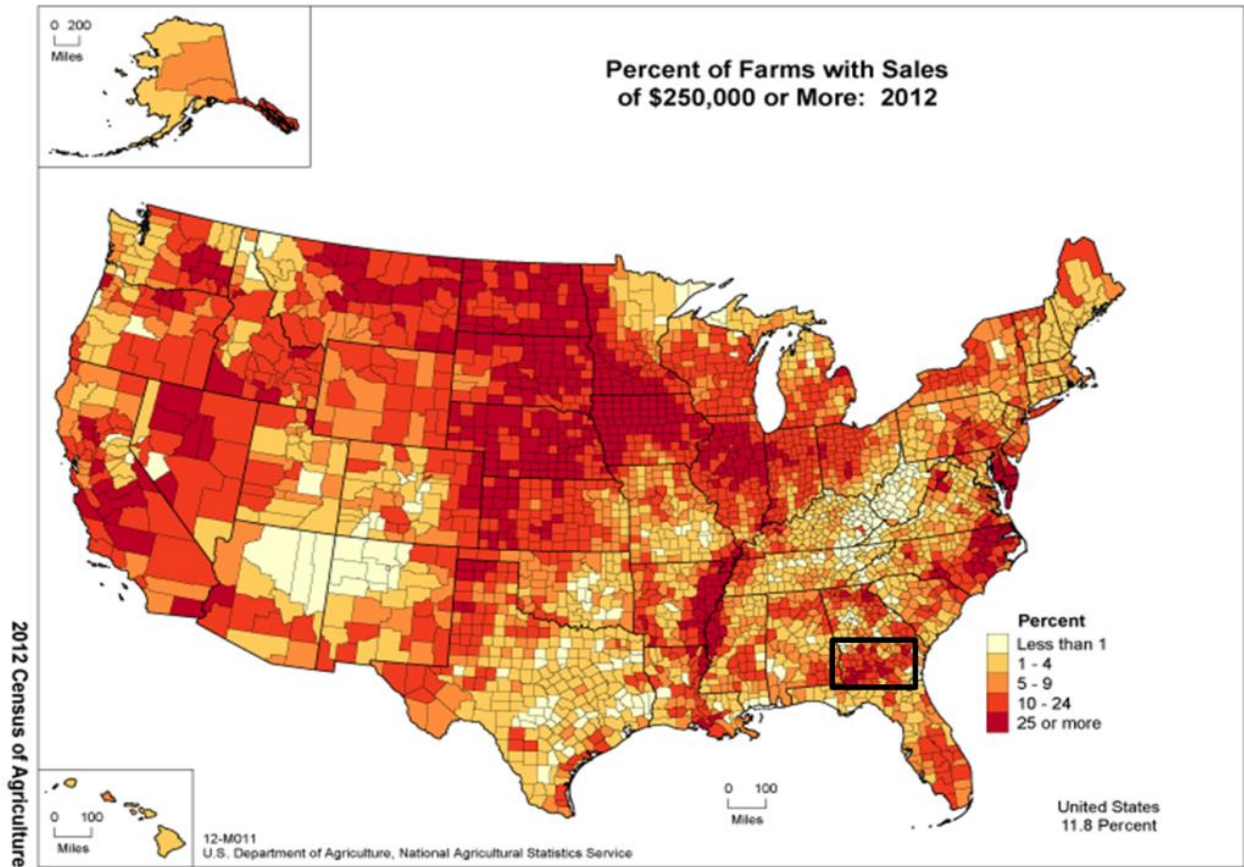 0 200
Miles
Percent of Farms with Sales
of $250,000 or More: 2012
Percent
Less than 1
1 - 4
5 - 9
10 - 24
25 or more
0 100
Miles
0 100
Miles
12-M011
U.S. Department of Agriculture, National Agricultural Statistics Service
United States
11.8 Percent
2012 Census of Agriculture